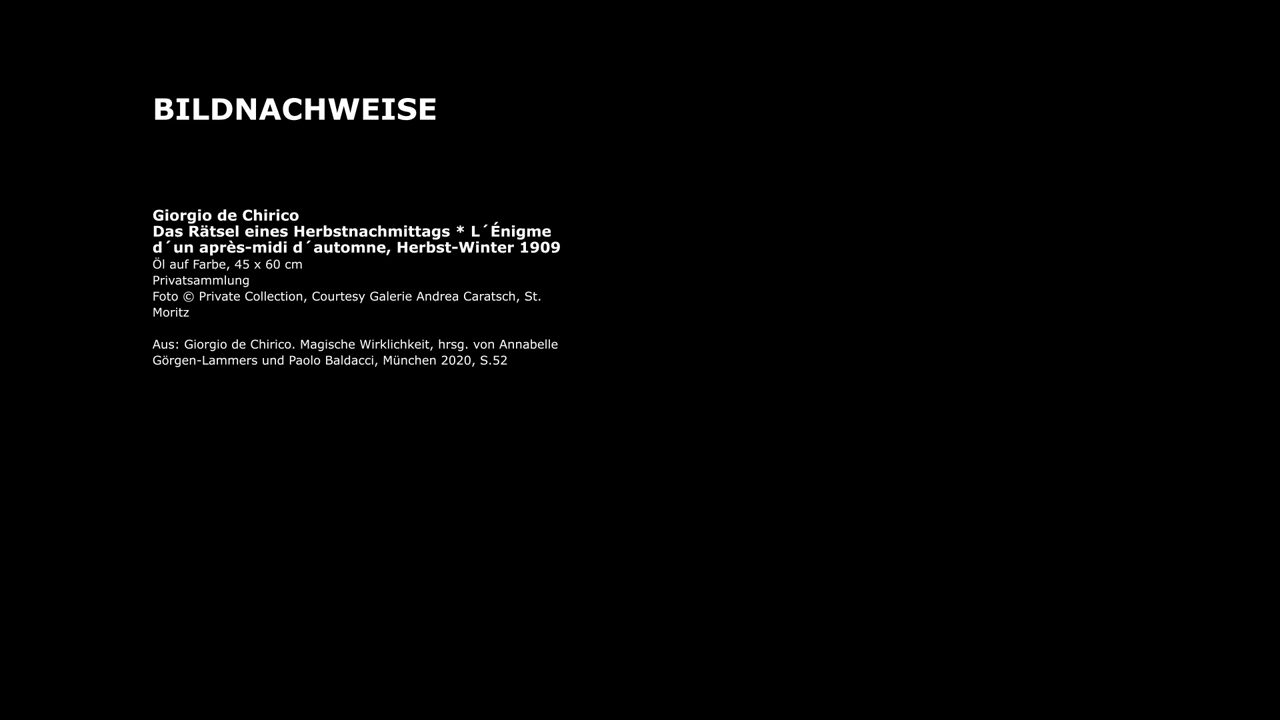 BILDNACHWEISE
Giorgio de Chirico
Das Rätsel eines Herbstnachmittags * L´Énigme
d´un après-midi d´automne, Herbst-Winter 1909
Öl auf Farbe, 45 x 60 cm
Privatsammlung
Foto © Private Collection, Courtesy Galerie Andrea Caratsch, St.
Moritz
Aus: Giorgio de Chirico. Magische Wirklichkeit, hrsg. von Annabelle
Görgen-Lammers und Paolo Baldacci, München 2020, S.52